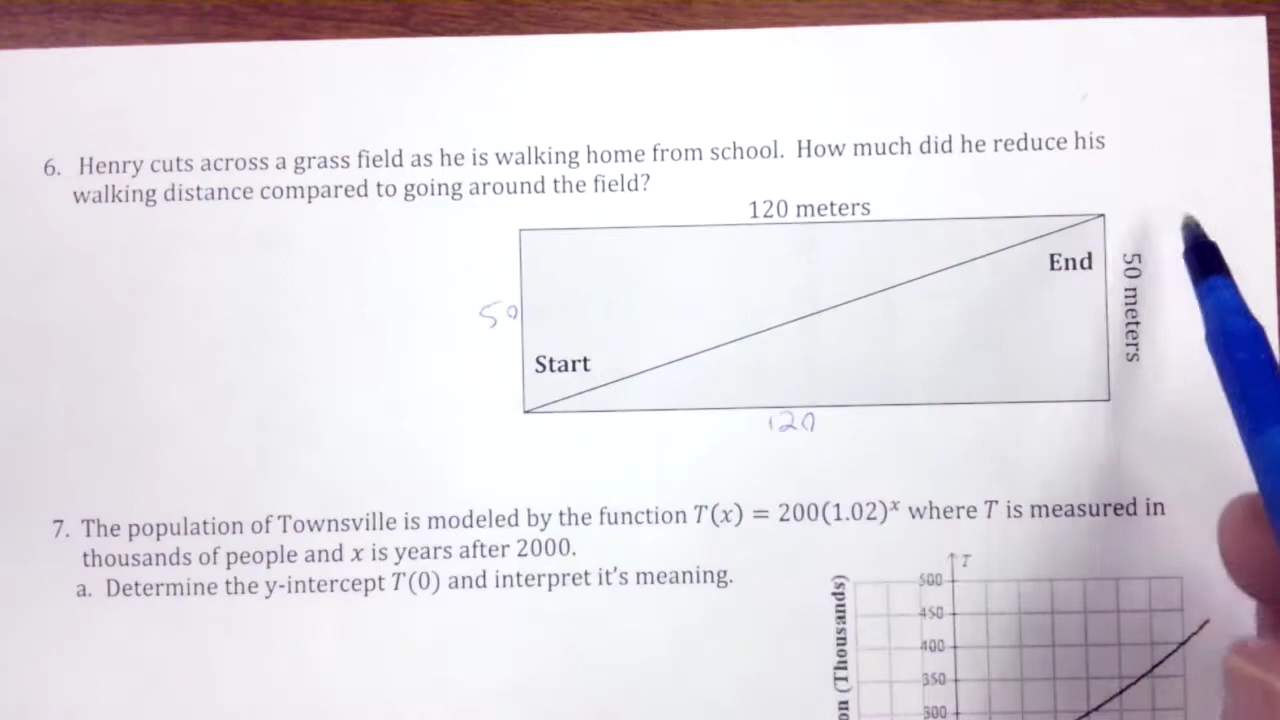 6. Henry cuts across a grass field as he is walking home from school. How much did he reduce his
walking distance compared to going around the field?
120 meters
End
50 meters
50
Start
120
7. The population of Townsville is modeled by the function T(x) = 200(1.02)ˣ where T is measured in
thousands of people and x is years after 2000.
a. Determine the y-intercept T(0) and interpret it's meaning.
T
500
450
400
350
300
on (Thousands)